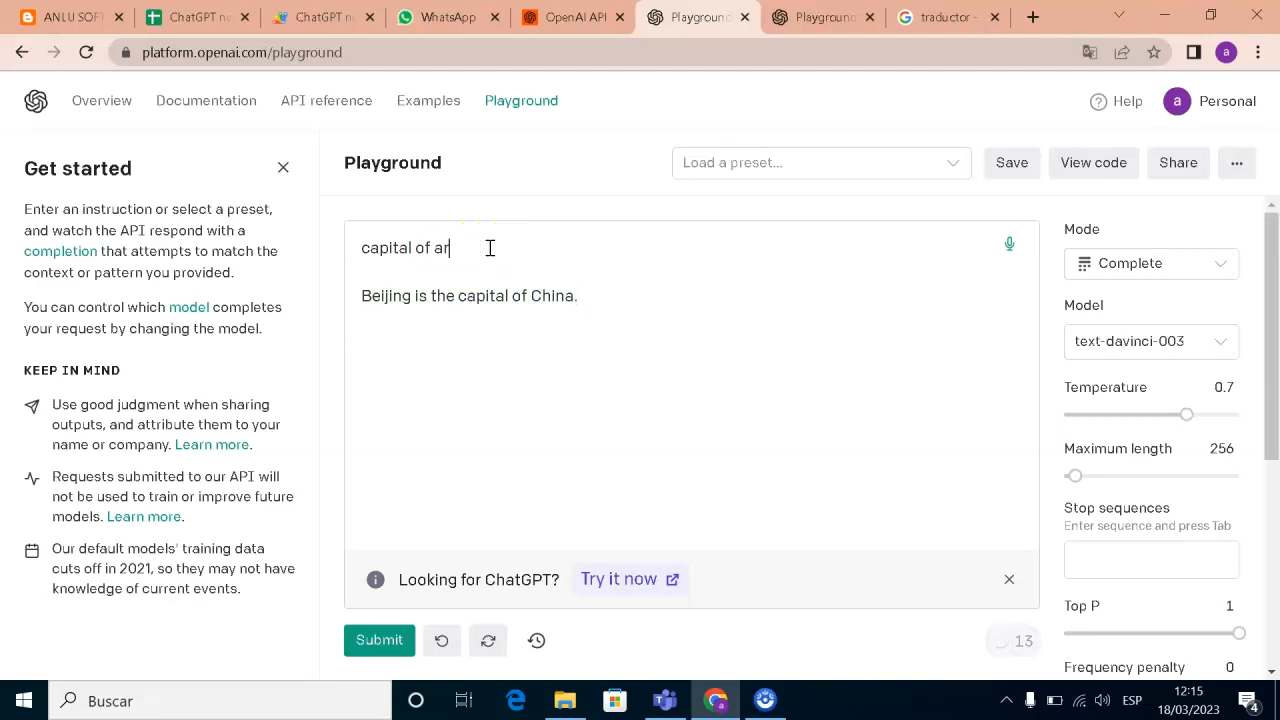 ANLU SOFT
ChatGPT n
ChatGPT n
WhatsApp
OpenAI API
Playground
Playground
traductor -
platform.openai.com/playground
a
Overview
Documentation
API reference
Examples
Playground
Help
a
Personal
Get started
Enter an instruction or select a preset,
and watch the API respond with a
completion that attempts to match the
context or pattern you provided.
You can control which model completes
your request by changing the model.
KEEP IN MIND
Use good judgment when sharing
outputs, and attribute them to your
name or company. Learn more.
Requests submitted to our API will
not be used to train or improve future
models. Learn more.
Our default models' training data
cuts off in 2021, so they may not have
knowledge of current events.
Playground
Load a preset...
Save
View code
Share
...
capital of ar
Beijing is the capital of China.
Looking for ChatGPT?
Try it now
Submit
13
Mode
Complete
Model
text-davinci-003
Temperature 0.7
Maximum length 256
Stop sequences
Enter sequence and press Tab
Top P 1
Frequency penalty 0
Buscar
ESP
12:15
18/03/2023
4